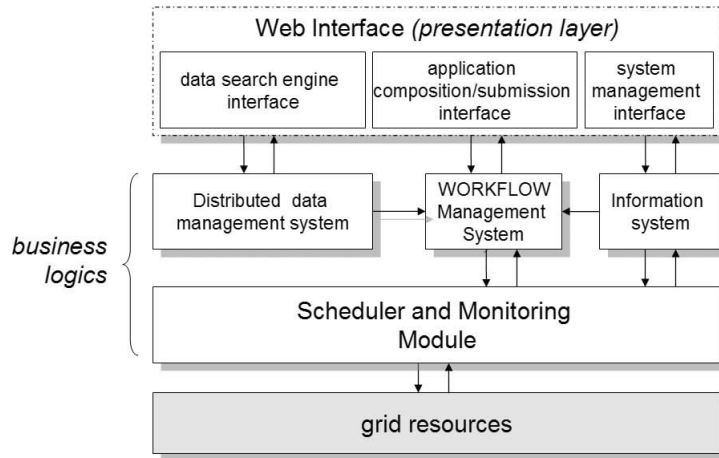 Web Interface (presentation layer)
data search engine
interface
application
composition/submission
interface
system
management
interface
business
logics
Distributed data
management system
WORKFLOW
Management
System
Information
system
Scheduler and Monitoring
Module
grid resources